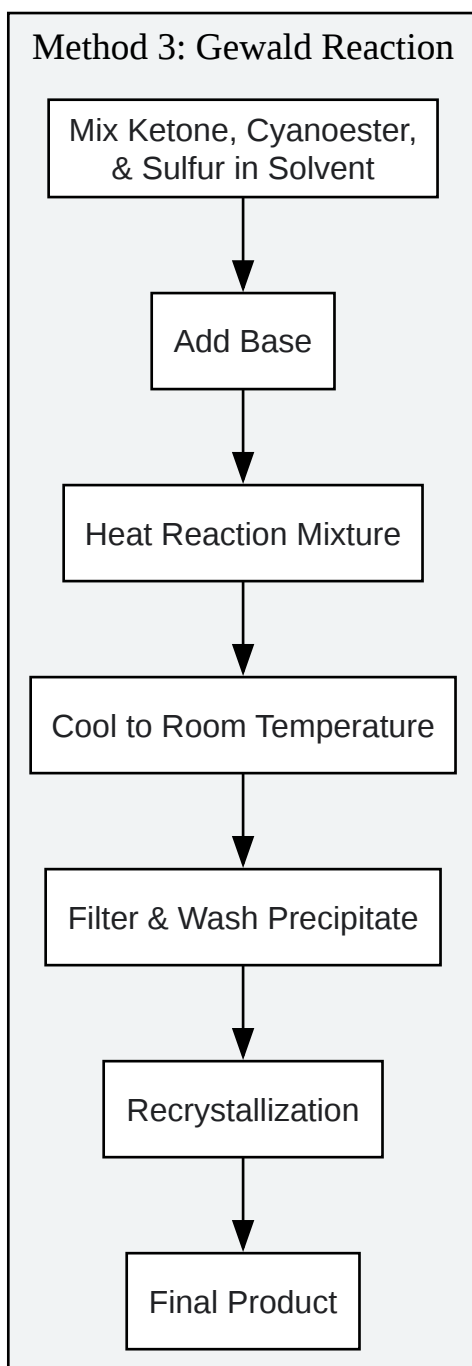 Method 3: Gewald Reaction
Mix Ketone, Cyanoester,
& Sulfur in Solvent
Add Base
Heat Reaction Mixture
Cool to Room Temperature
Filter & Wash Precipitate
Recrystallization
Final Product